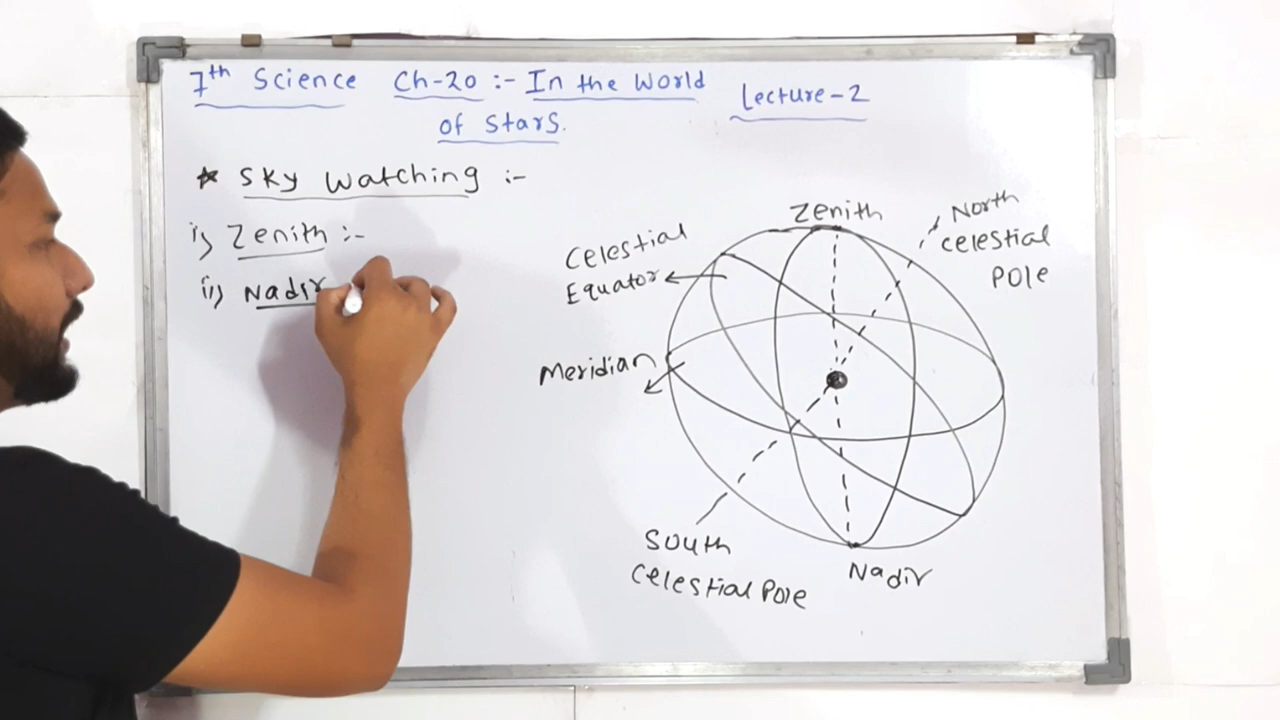 7th Science Ch-20 :- In the World of Stars. Lecture-2
* Sky Watching :-
i) Zenith :-
ii) Nadir
Zenith
North
Celestial
Pole
Celestial
Equator
Meridian
South
Celestial Pole
Nadir